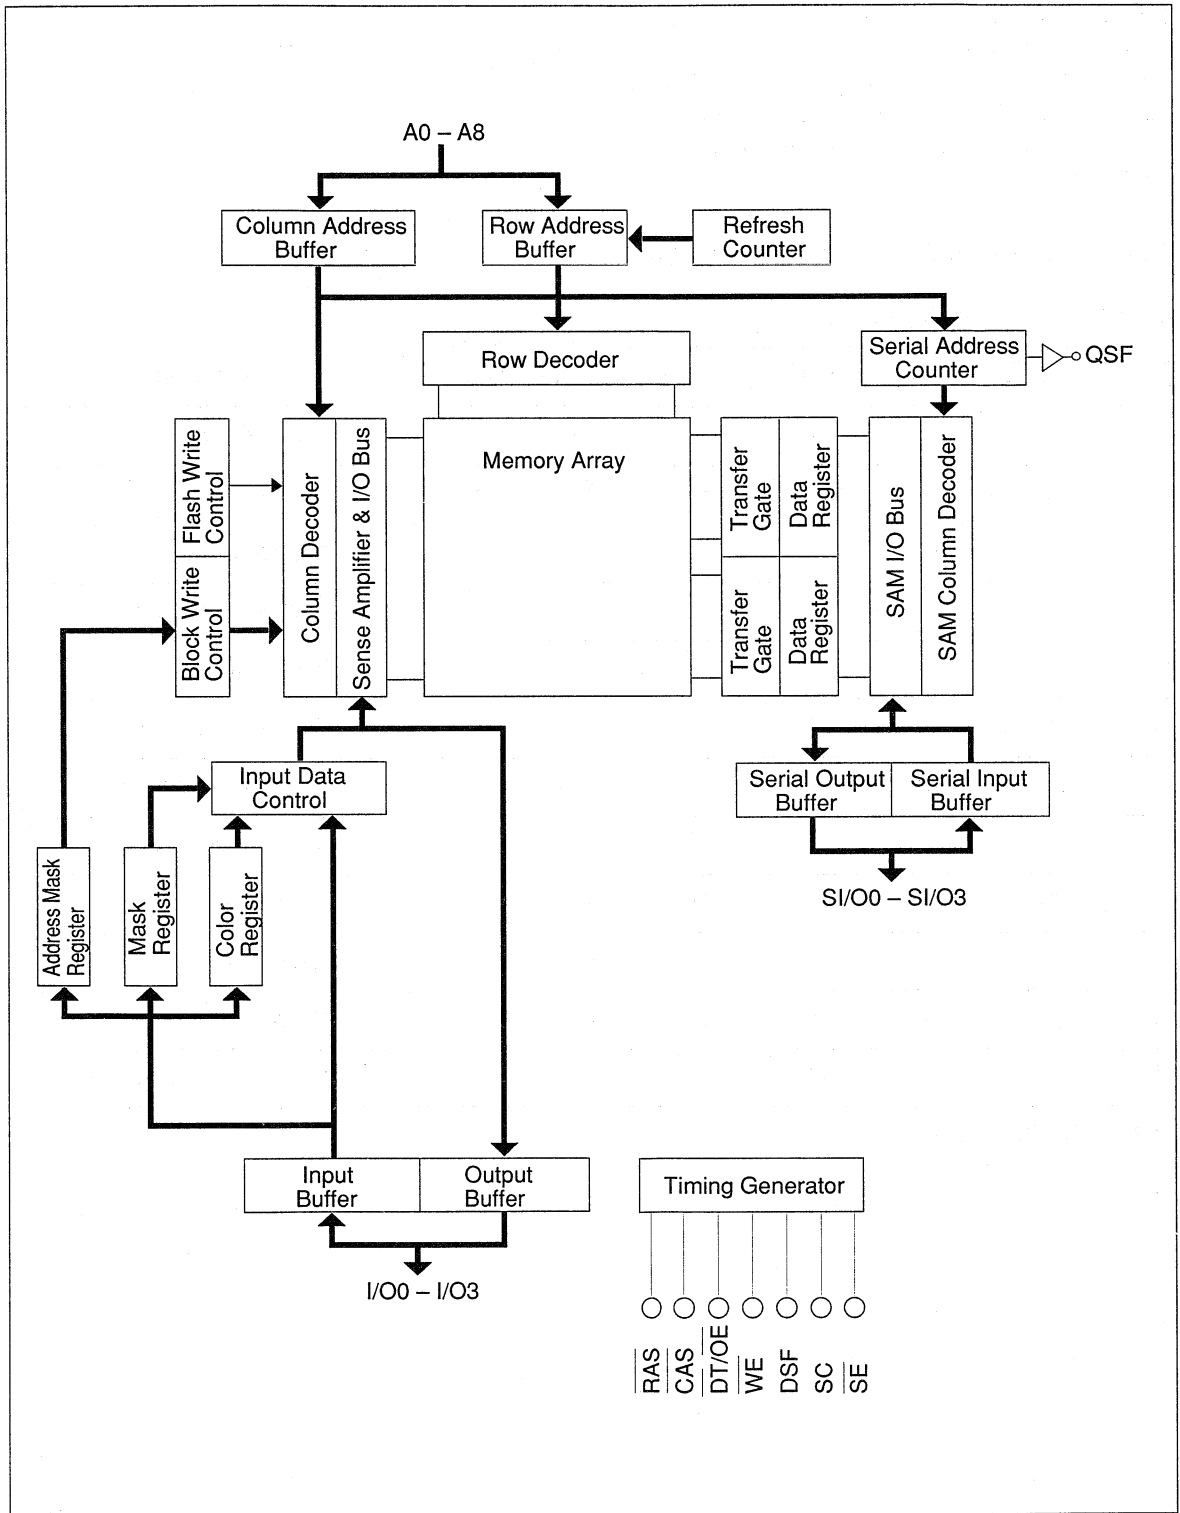 A0 – A8
Column Address
Buffer
Row Address
Buffer
Refresh
Counter
Row Decoder
Serial Address
Counter
QSF
Flash Write
Control
Block Write
Control
Column Decoder
Sense Amplifier & I/O Bus
Memory Array
Transfer
Gate
Data
Register
Transfer
Gate
Data
Register
SAM I/O Bus
SAM Column Decoder
Input Data
Control
Serial Output
Buffer
Serial Input
Buffer
SI/O0 – SI/O3
Address Mask
Register
Mask
Register
Color
Register
Input
Buffer
Output
Buffer
I/O0 – I/O3
Timing Generator
RAS
CAS
DT/OE
WE
DSF
SC
SE